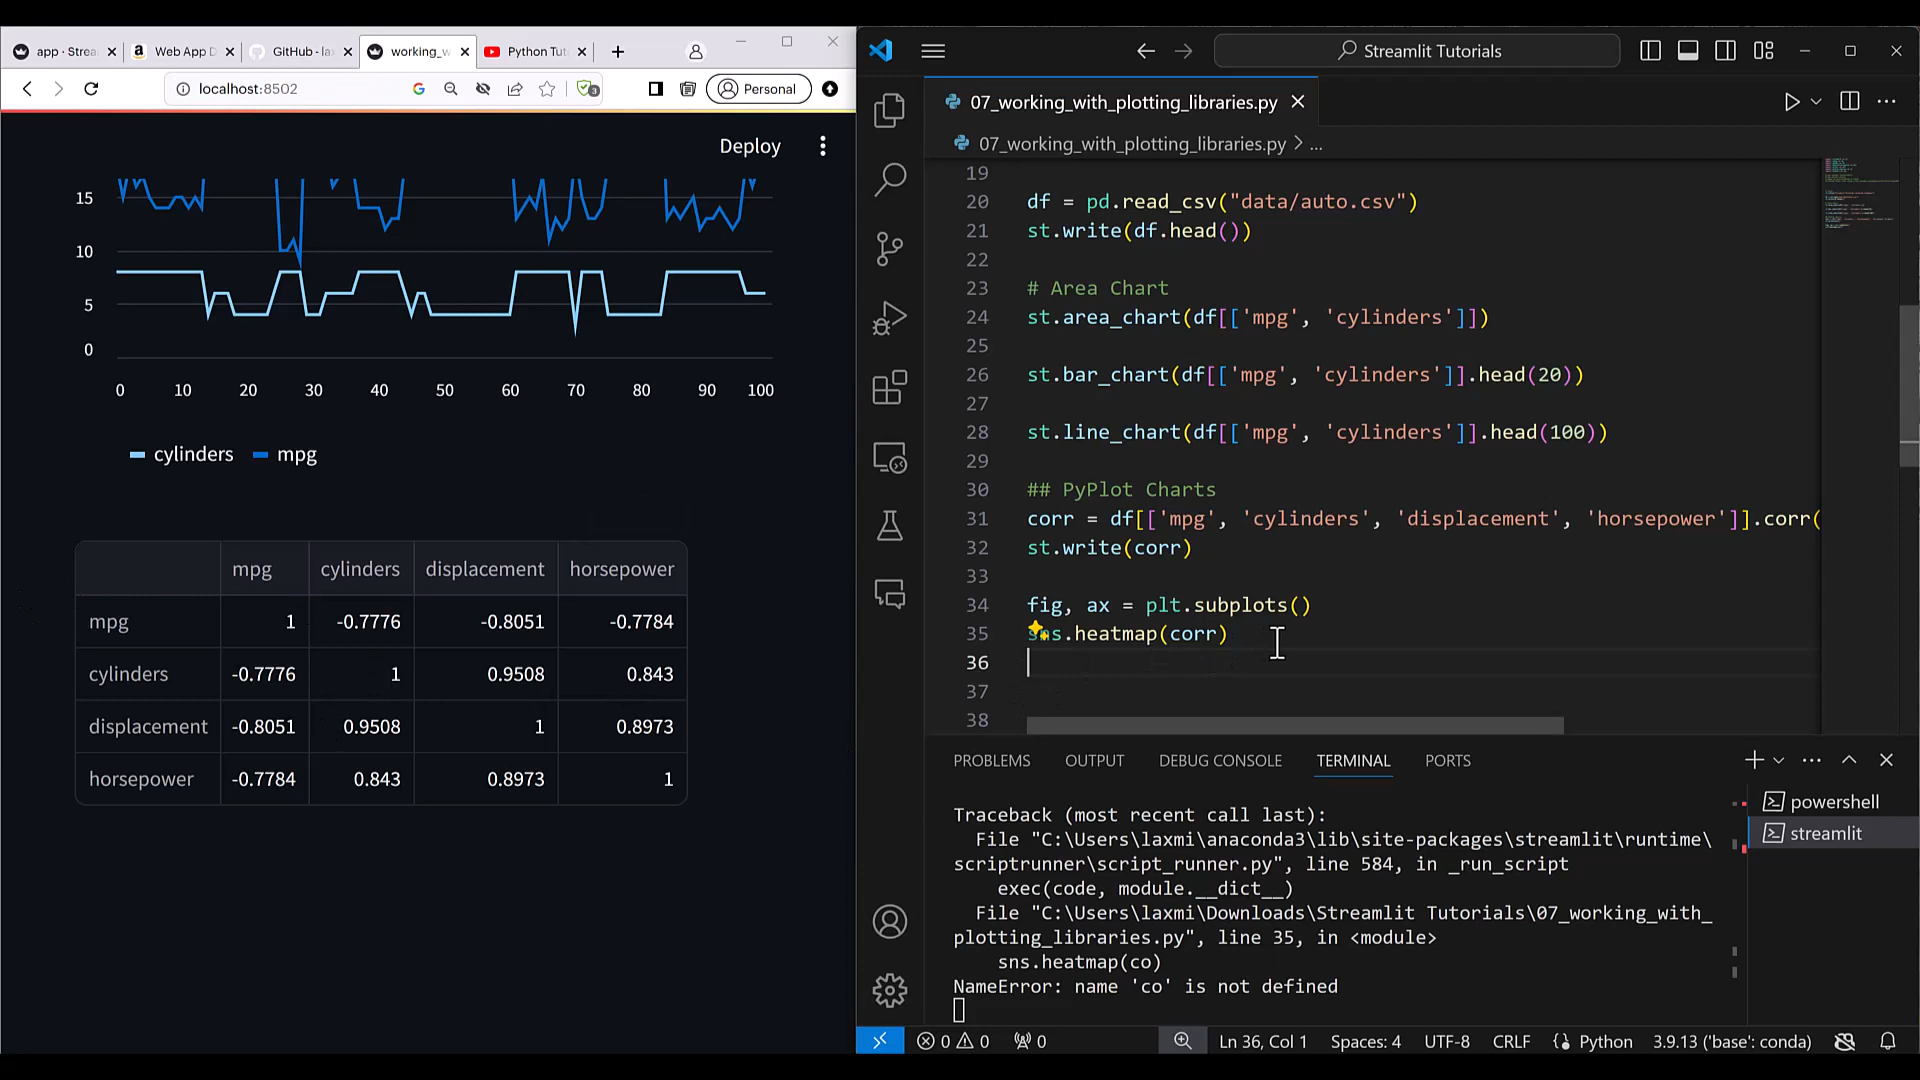 app · Strea
Web App D
GitHub - la
working_w
Python Tut
localhost:8502
Personal
Deploy
15
10
5
0
0 10 20 30 40 50 60 70 80 90 100
cylinders mpg
mpg cylinders displacement horsepower
mpg 1 -0.7776 -0.8051 -0.7784
cylinders -0.7776 1 0.9508 0.843
displacement -0.8051 0.9508 1 0.8973
horsepower -0.7784 0.843 0.8973 1
Streamlit Tutorials
07_working_with_plotting_libraries.py
07_working_with_plotting_libraries.py > ...
19
20 df = pd.read_csv("data/auto.csv")
21 st.write(df.head())
22
23 # Area Chart
24 st.area_chart(df[['mpg', 'cylinders']])
25
26 st.bar_chart(df[['mpg', 'cylinders']].head(20))
27
28 st.line_chart(df[['mpg', 'cylinders']].head(100))
29
30 ## PyPlot Charts
31 corr = df[['mpg', 'cylinders', 'displacement', 'horsepower']].corr(
32 st.write(corr)
33
34 fig, ax = plt.subplots()
35 sns.heatmap(corr)
36
37
38
PROBLEMS OUTPUT DEBUG CONSOLE TERMINAL PORTS
Traceback (most recent call last):
File "C:\Users\laxmi\anaconda3\lib\site-packages\streamlit\runtime\
scriptrunner\script_runner.py", line 584, in _run_script
exec(code, module.__dict__)
File "C:\Users\laxmi\Downloads\Streamlit Tutorials\07_working_with_
plotting_libraries.py", line 35, in <module>
sns.heatmap(co)
NameError: name 'co' is not defined
powershell
streamlit
0 0 0 Ln 36, Col 1 Spaces: 4 UTF-8 CRLF Python 3.9.13 ('base': conda)